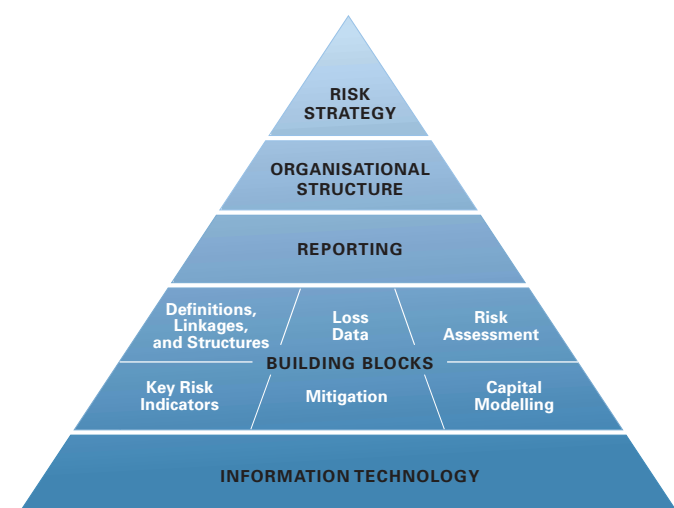 RISK
STRATEGY
ORGANISATIONAL
STRUCTURE
REPORTING
Definitions,
Linkages,
and Structures
Loss
Data
Risk
Assessment
BUILDING BLOCKS
Key Risk
Indicators
Mitigation
Capital
Modelling
INFORMATION TECHNOLOGY